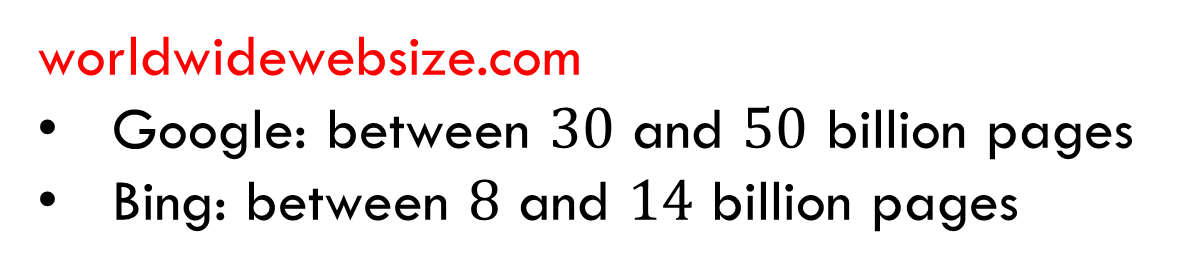 worldwidewebsize.com
• Google: between 30 and 50 billion pages
• Bing: between 8 and 14 billion pages